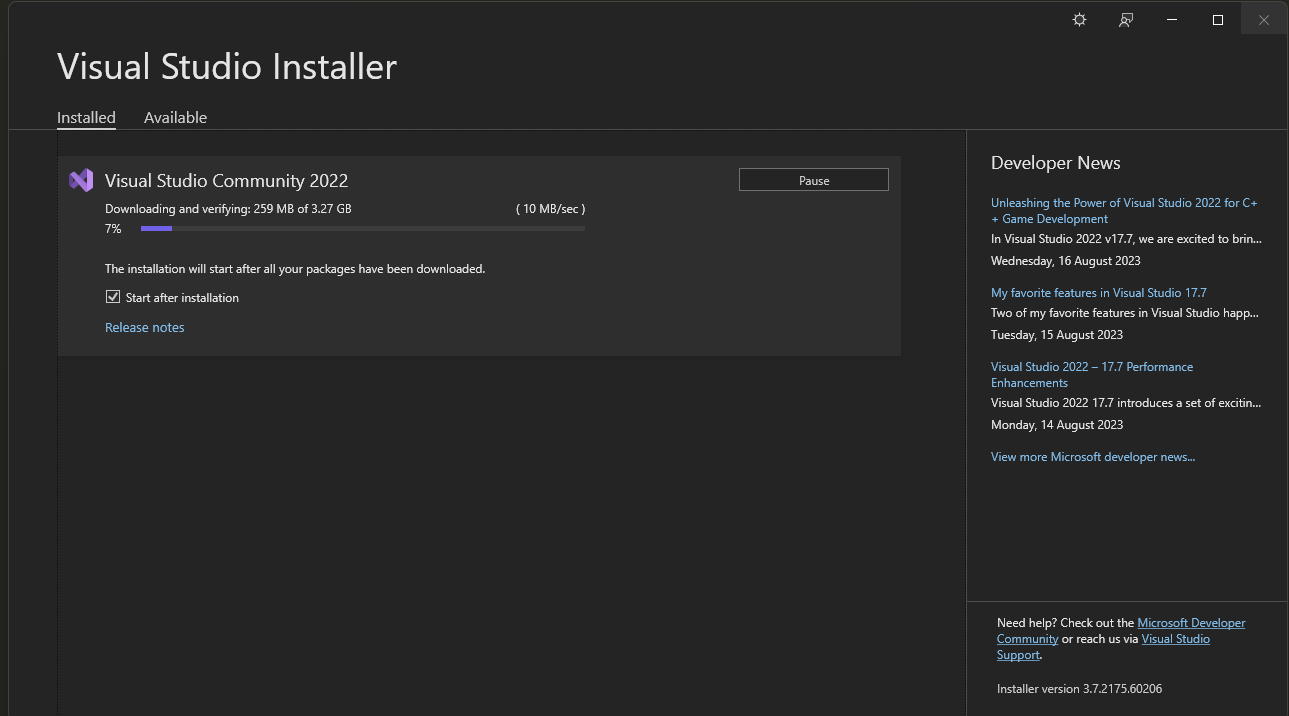 Visual Studio Installer
Installed
Available
Visual Studio Community 2022
Pause
Downloading and verifying: 259 MB of 3.27 GB
( 10 MB/sec )
7%
The installation will start after all your packages have been downloaded.
Start after installation
Release notes
Developer News
Unleashing the Power of Visual Studio 2022 for C+
+ Game Development
In Visual Studio 2022 v17.7, we are excited to brin...
Wednesday, 16 August 2023
My favorite features in Visual Studio 17.7
Two of my favorite features in Visual Studio happ...
Tuesday, 15 August 2023
Visual Studio 2022 – 17.7 Performance
Enhancements
Visual Studio 2022 17.7 introduces a set of excitin...
Monday, 14 August 2023
View more Microsoft developer news...
Need help? Check out the Microsoft Developer
Community or reach us via Visual Studio
Support.
Installer version 3.7.2175.60206